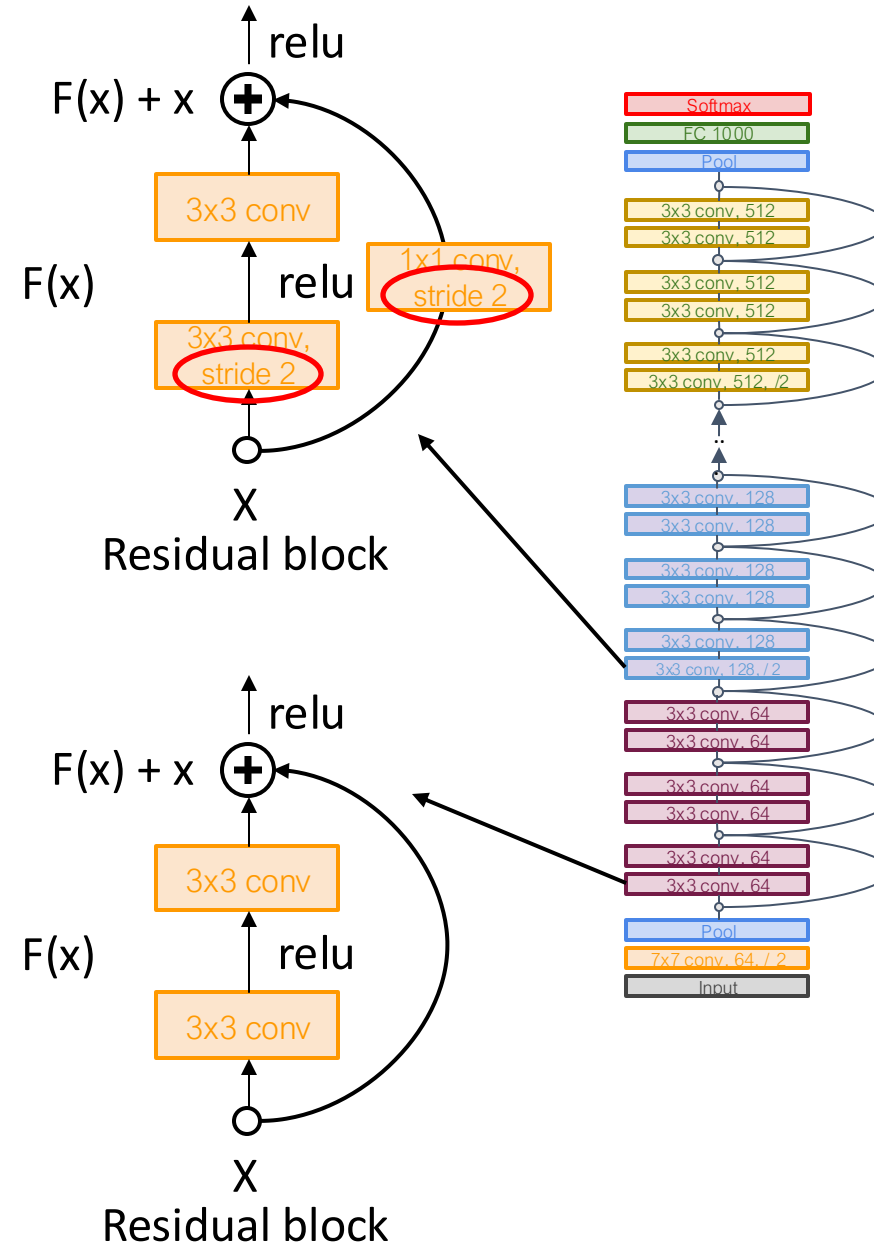 relu
F(x) + x
3x3 conv
F(x)
relu
1x1 conv,
stride 2
3x3 conv,
stride 2
X
Residual block
relu
F(x) + x
3x3 conv
F(x)
relu
3x3 conv
X
Residual block
Softmax
FC 1000
Pool
3x3 conv, 512
3x3 conv, 512
3x3 conv, 512
3x3 conv, 512
3x3 conv, 512
3x3 conv, 512, /2
..
3x3 conv, 128
3x3 conv, 128
3x3 conv, 128
3x3 conv, 128
3x3 conv, 128
3x3 conv, 128, / 2
3x3 conv, 64
3x3 conv, 64
3x3 conv, 64
3x3 conv, 64
3x3 conv, 64
3x3 conv, 64
Pool
7x7 conv, 64, / 2
Input